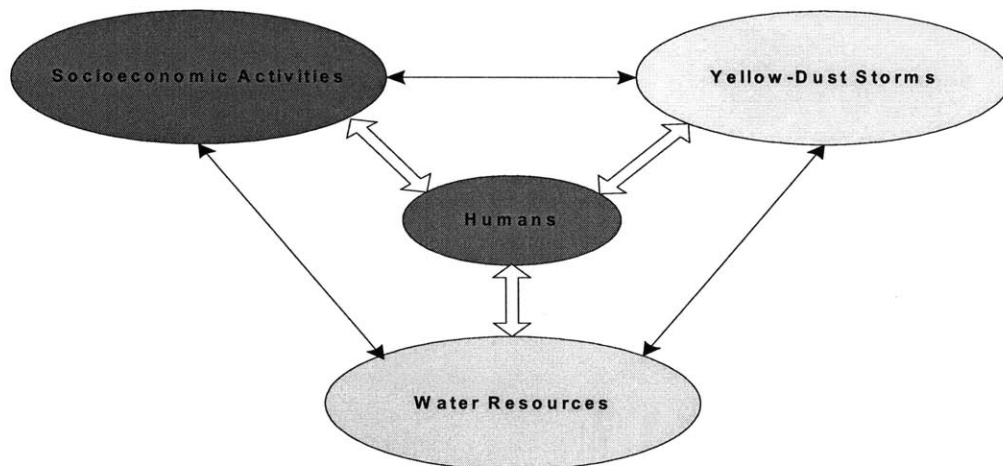 Socioeconomic Activities
Yellow-Dust Storms
Humans
Water Resources